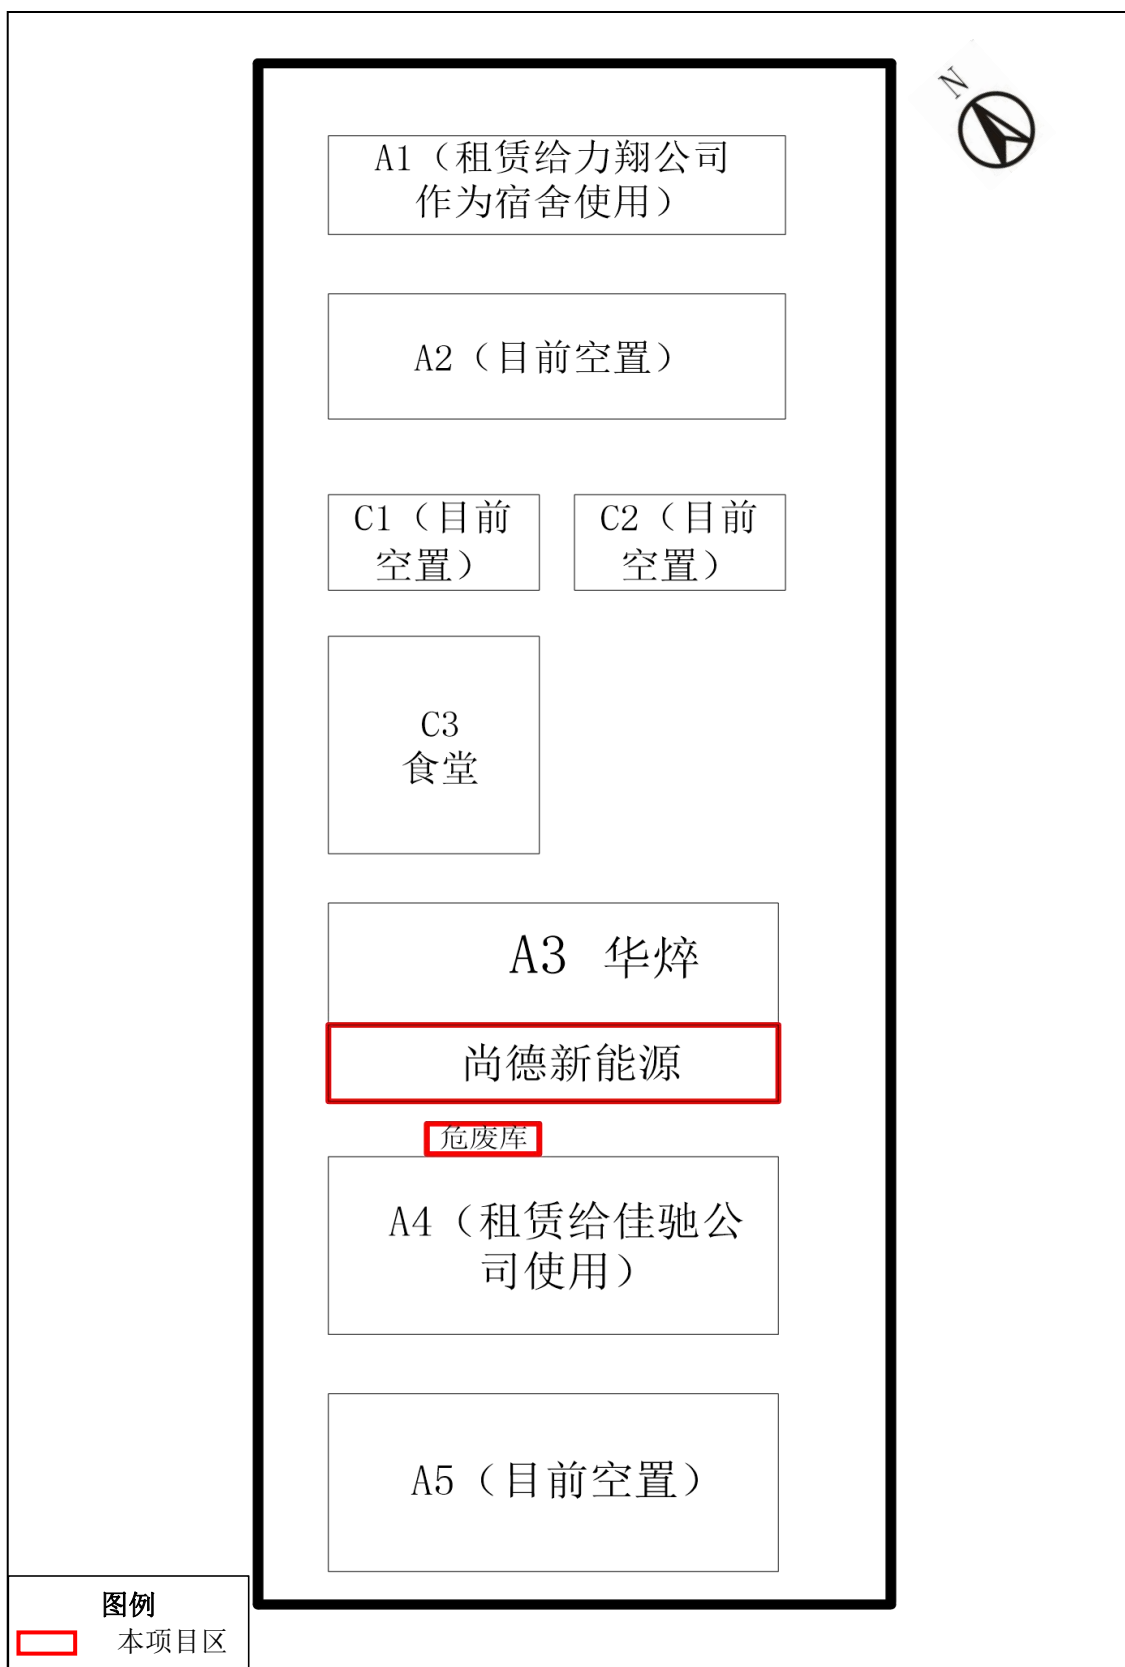 N
A1（租赁给力翔公司
作为宿舍使用）
A2（目前空置）
C1（目前
空置）
C2（目前
空置）
C3
食堂
A3 华焠
尚德新能源
危废库
A4（租赁给佳驰公
司使用）
A5（目前空置）
图例
本项目区